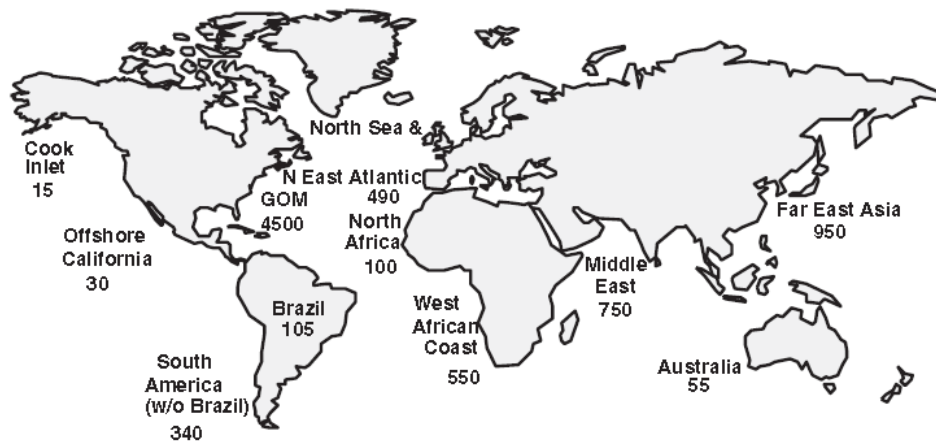 North Sea &
N East Atlantic
490
Cook
Inlet
15
GOM
4500
Offshore
California
30
North
Africa
100
Far East Asia
950
Middle
East
750
Brazil
105
West
African
Coast
550
South
America
(w/o Brazil)
340
Australia
55